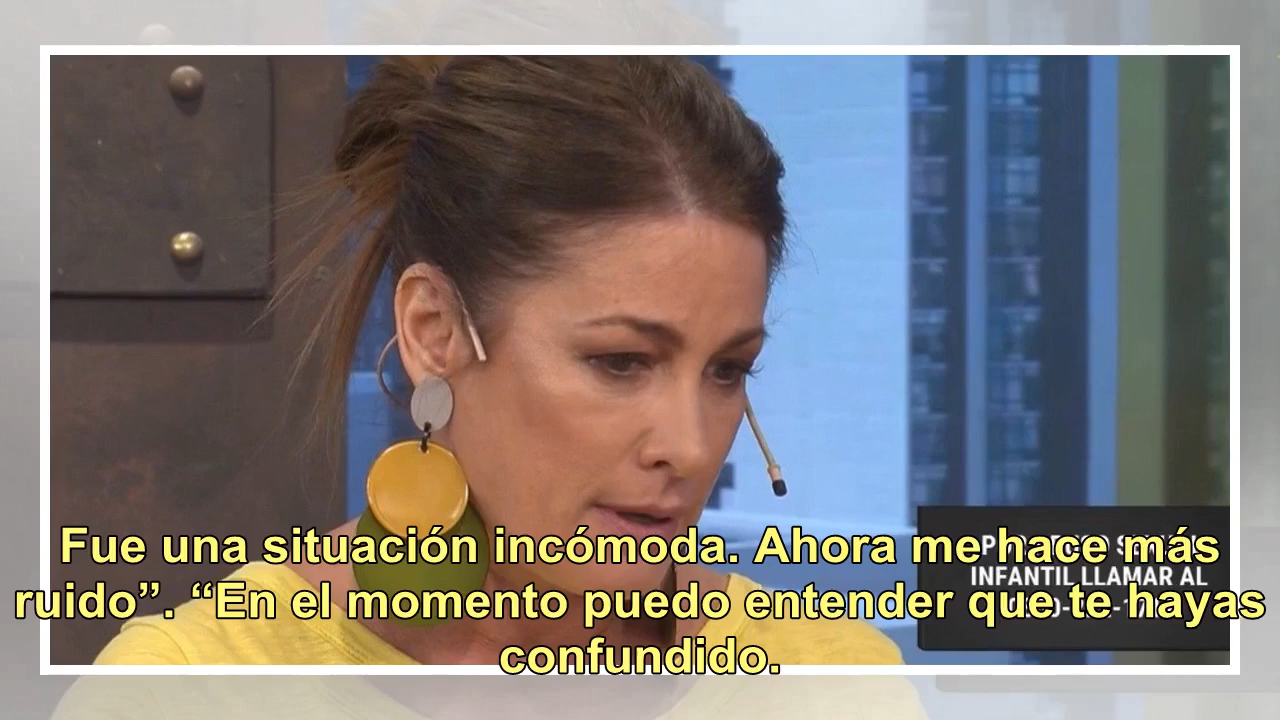 Fue una situación incómoda. Ahora me hace más
ruido”. “En el momento puedo entender que te hayas
confundido.
INFANTIL LLAMAR AL